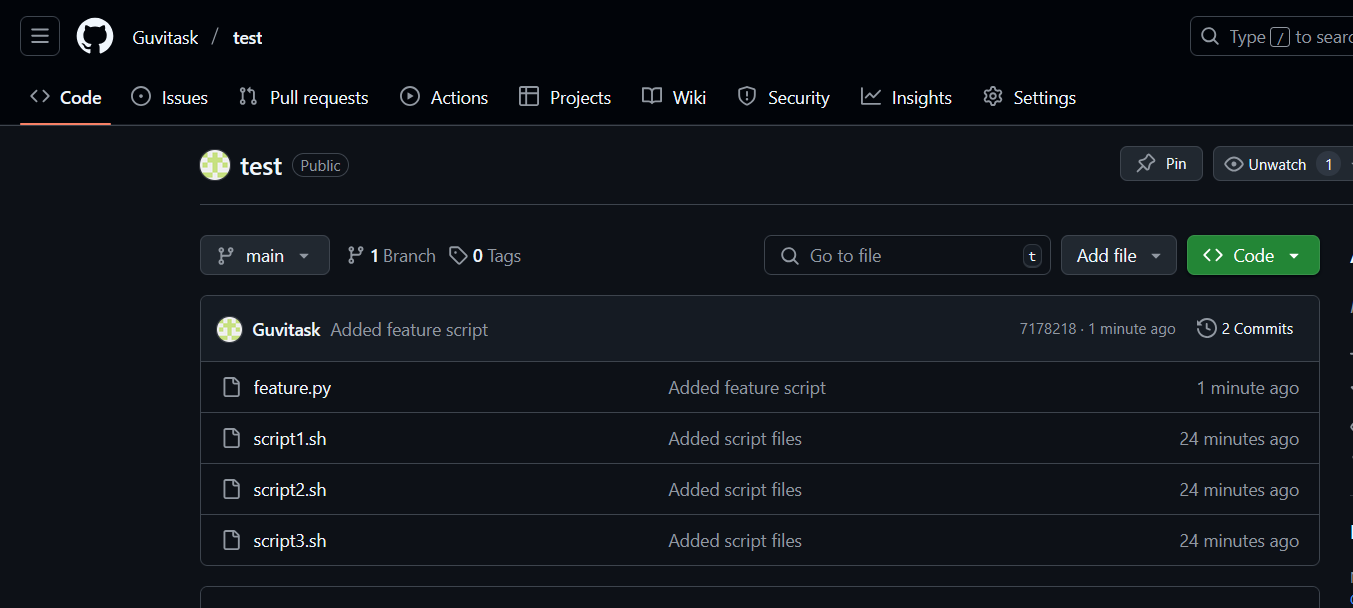 Guvitask / test
Type / to searc
Code Issues Pull requests Actions Projects Wiki Security Insights Settings
test Public
Pin Unwatch 1
main 1 Branch 0 Tags
Go to file t Add file Code
Guvitask Added feature script 7178218 · 1 minute ago 2 Commits
feature.py Added feature script 1 minute ago
script1.sh Added script files 24 minutes ago
script2.sh Added script files 24 minutes ago
script3.sh Added script files 24 minutes ago